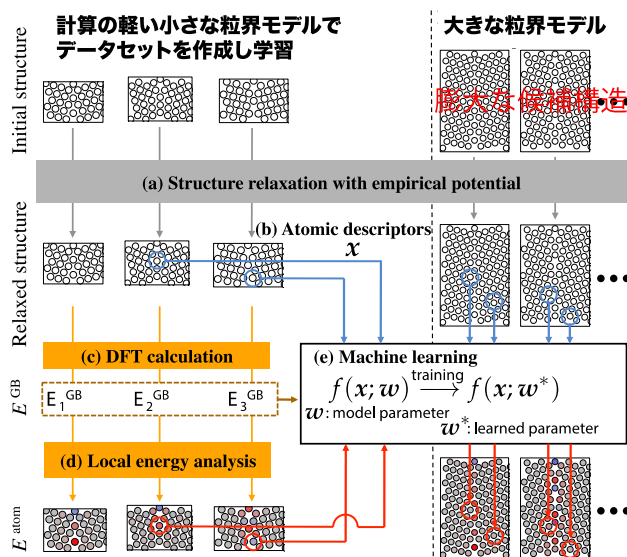 計算の軽い小さな粒界モデルで
データセットを作成し学習
大きな粒界モデル
Initial structure
膨大な候補構造
(a) Structure relaxation with empirical potential
Relaxed structure
(b) Atomic descriptors
x
(c) DFT calculation
(e) Machine learning
f(x; w) training ⟶ f(x; w*)
w: model parameter
w*: learned parameter
E^GB
E₁^GB E₂^GB E₃^GB
(d) Local energy analysis
E^atom